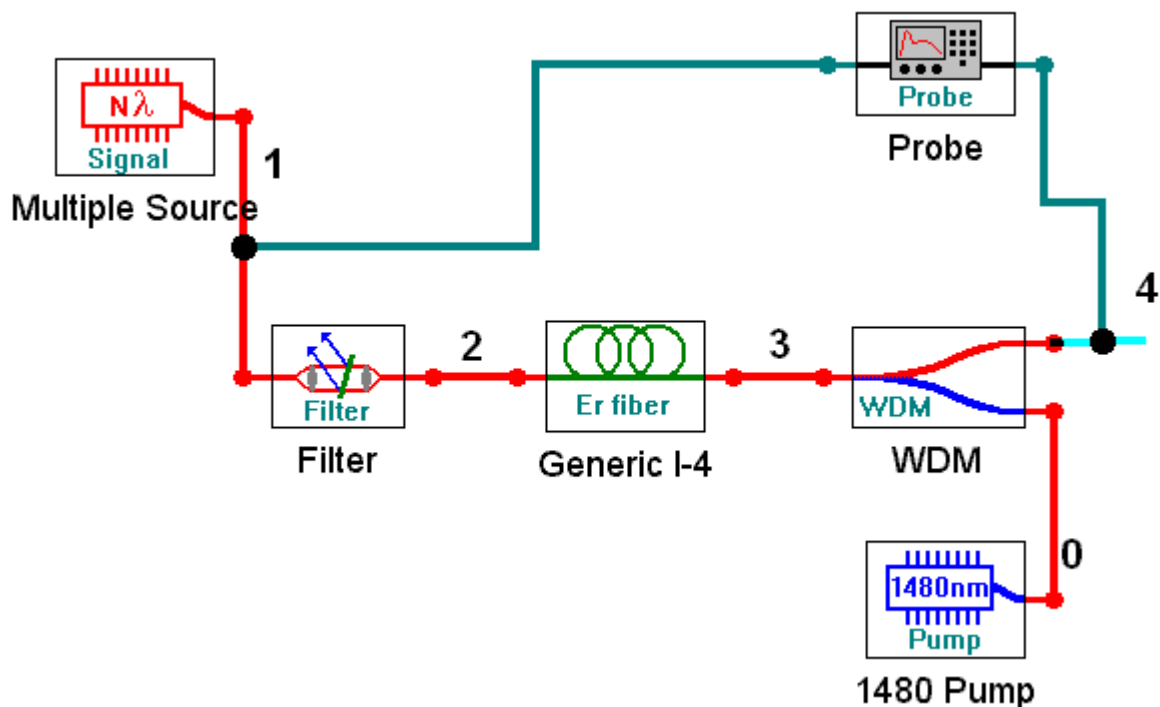 Nλ
Signal
Multiple Source
1
Probe
Probe
4
Filter
Filter
2
Er fiber
Generic I-4
3
WDM
WDM
0
1480nm
Pump
1480 Pump